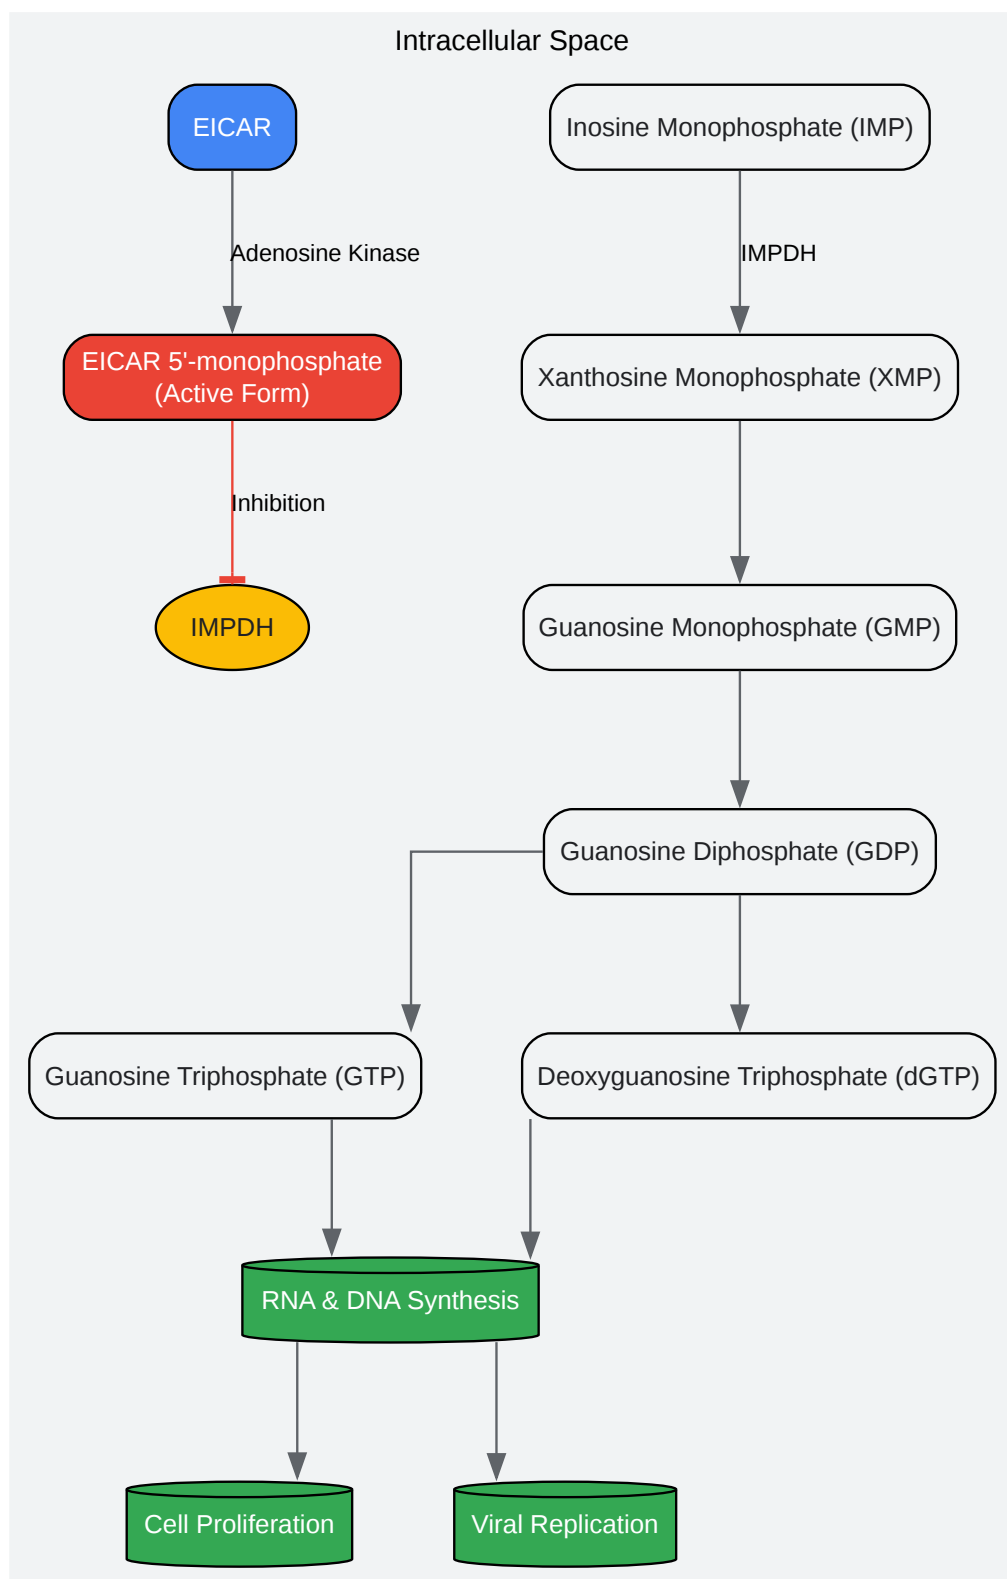 Intracellular Space
EICAR
Inosine Monophosphate (IMP)
Adenosine Kinase
IMPDH
EICAR 5'-monophosphate
(Active Form)
Xanthosine Monophosphate (XMP)
Inhibition
IMPDH
Guanosine Monophosphate (GMP)
Guanosine Diphosphate (GDP)
Guanosine Triphosphate (GTP)
Deoxyguanosine Triphosphate (dGTP)
RNA & DNA Synthesis
Cell Proliferation
Viral Replication